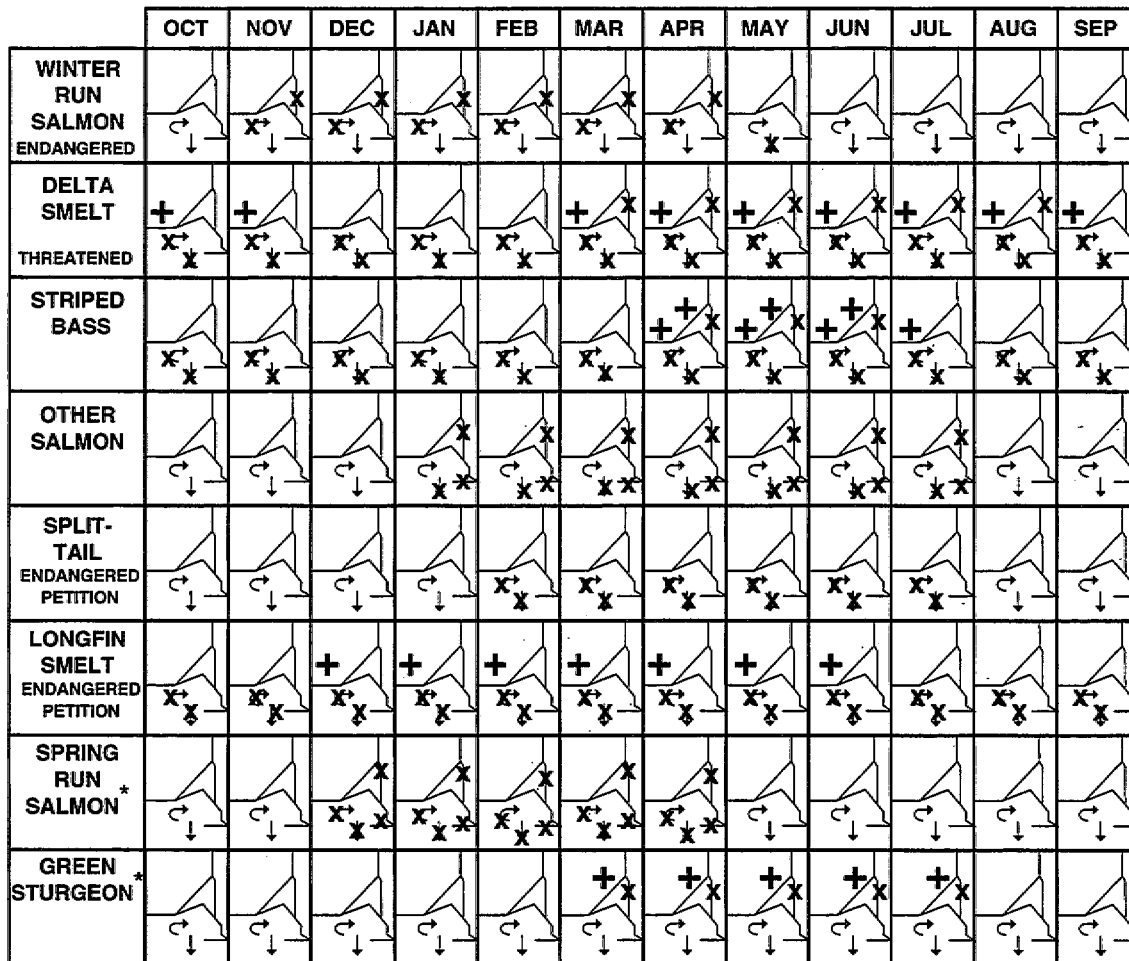 OCT NOV DEC JAN FEB MAR APR MAY JUN JUL AUG SEP
WINTER
RUN
SALMON
ENDANGERED
DELTA
SMELT
THREATENED
STRIPED
BASS
OTHER
SALMON
SPLIT-
TAIL
ENDANGERED
PETITION
LONGFIN
SMELT
ENDANGERED
PETITION
SPRING
RUN
SALMON*
GREEN
STURGEON*